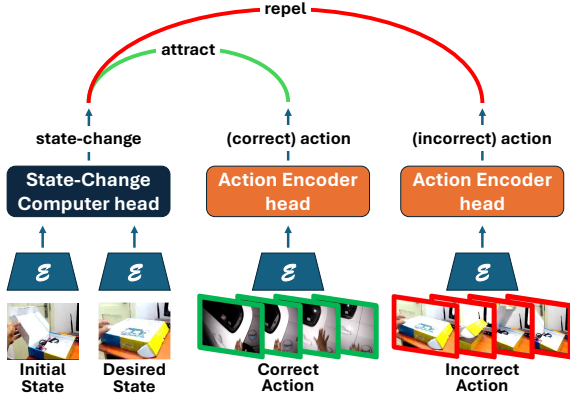 repel
attract
state-change
(correct) action
(incorrect) action
State-Change
Computer head
Action Encoder
head
Action Encoder
head
ℰ
ℰ
ℰ
ℰ
Initial
State
Desired
State
Correct
Action
Incorrect
Action